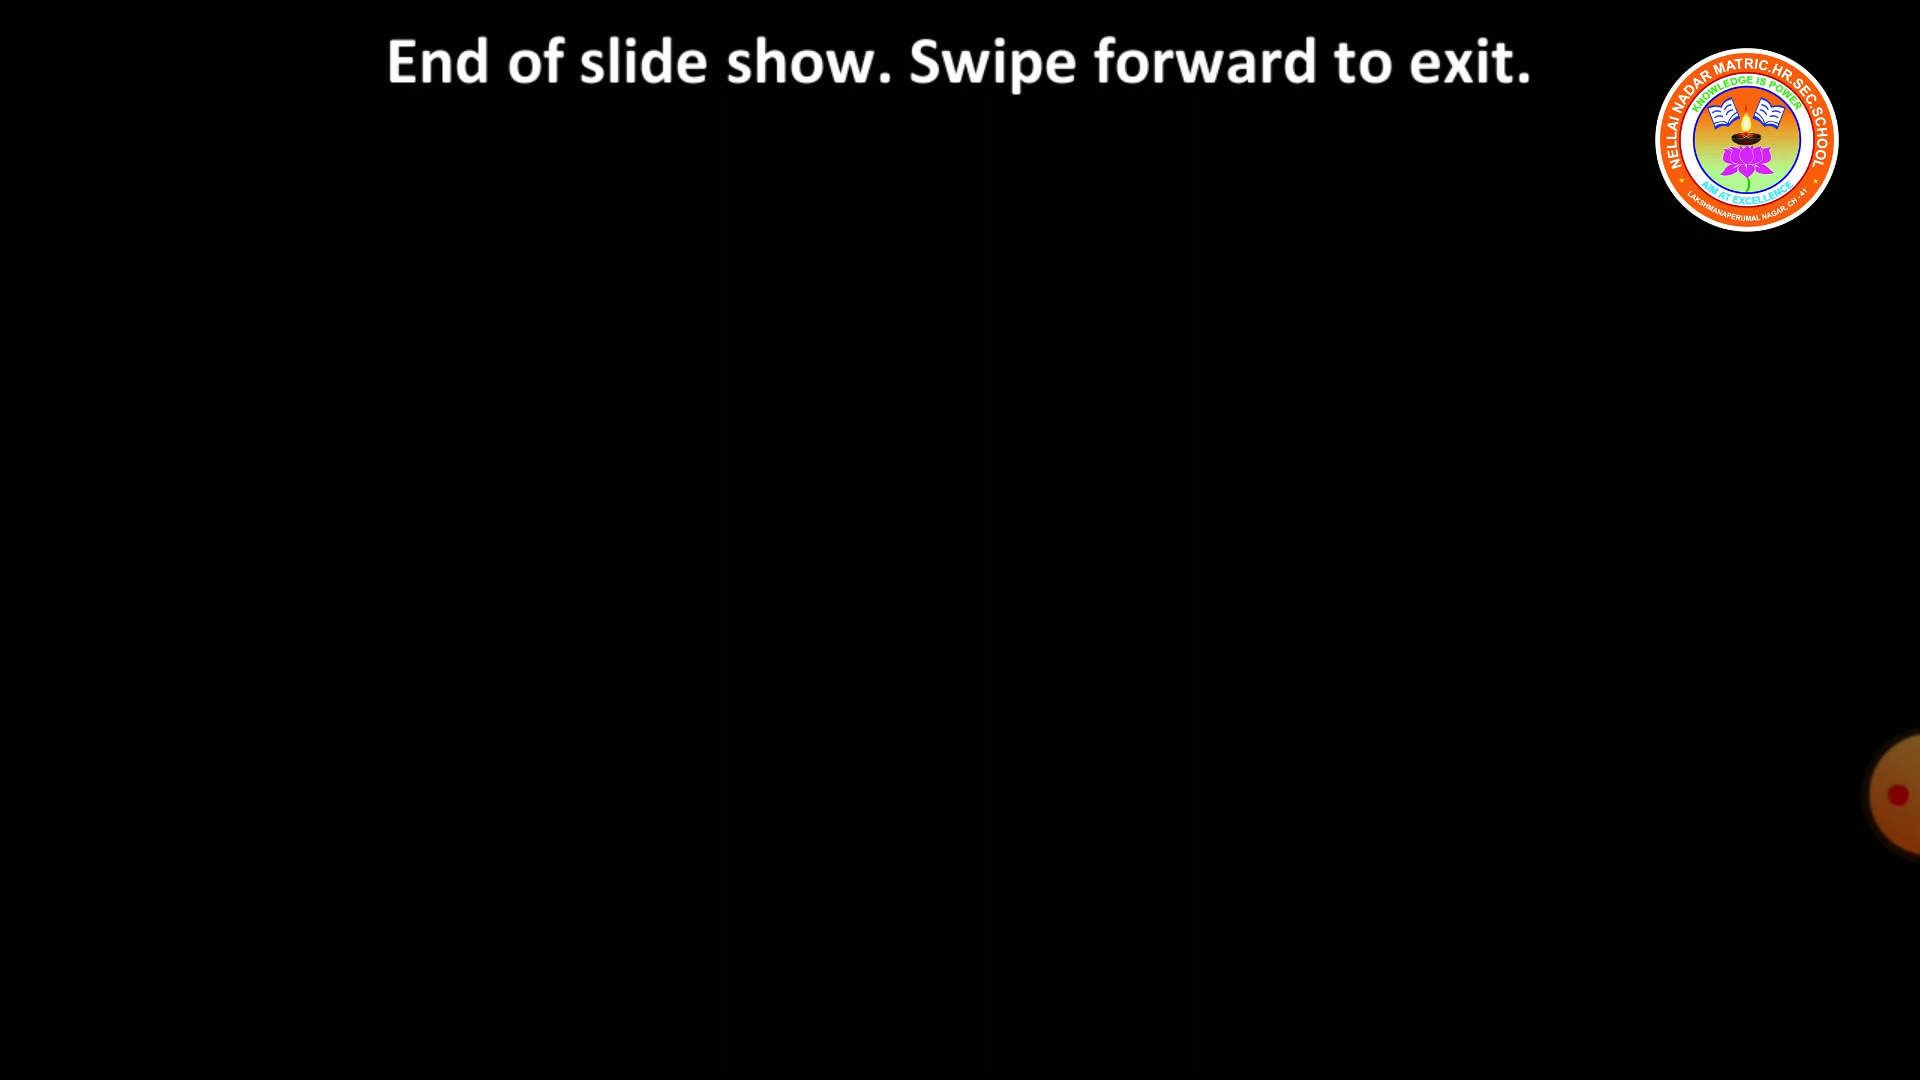 End of slide show. Swipe forward to exit.
NELLAI NADAR MATRIC.HR.SEC.SCHOOL
KNOWLEDGE IS POWER
AIM AT EXCELLENCE
LAKSHMANAPERUMAL NAGAR, CH - 41